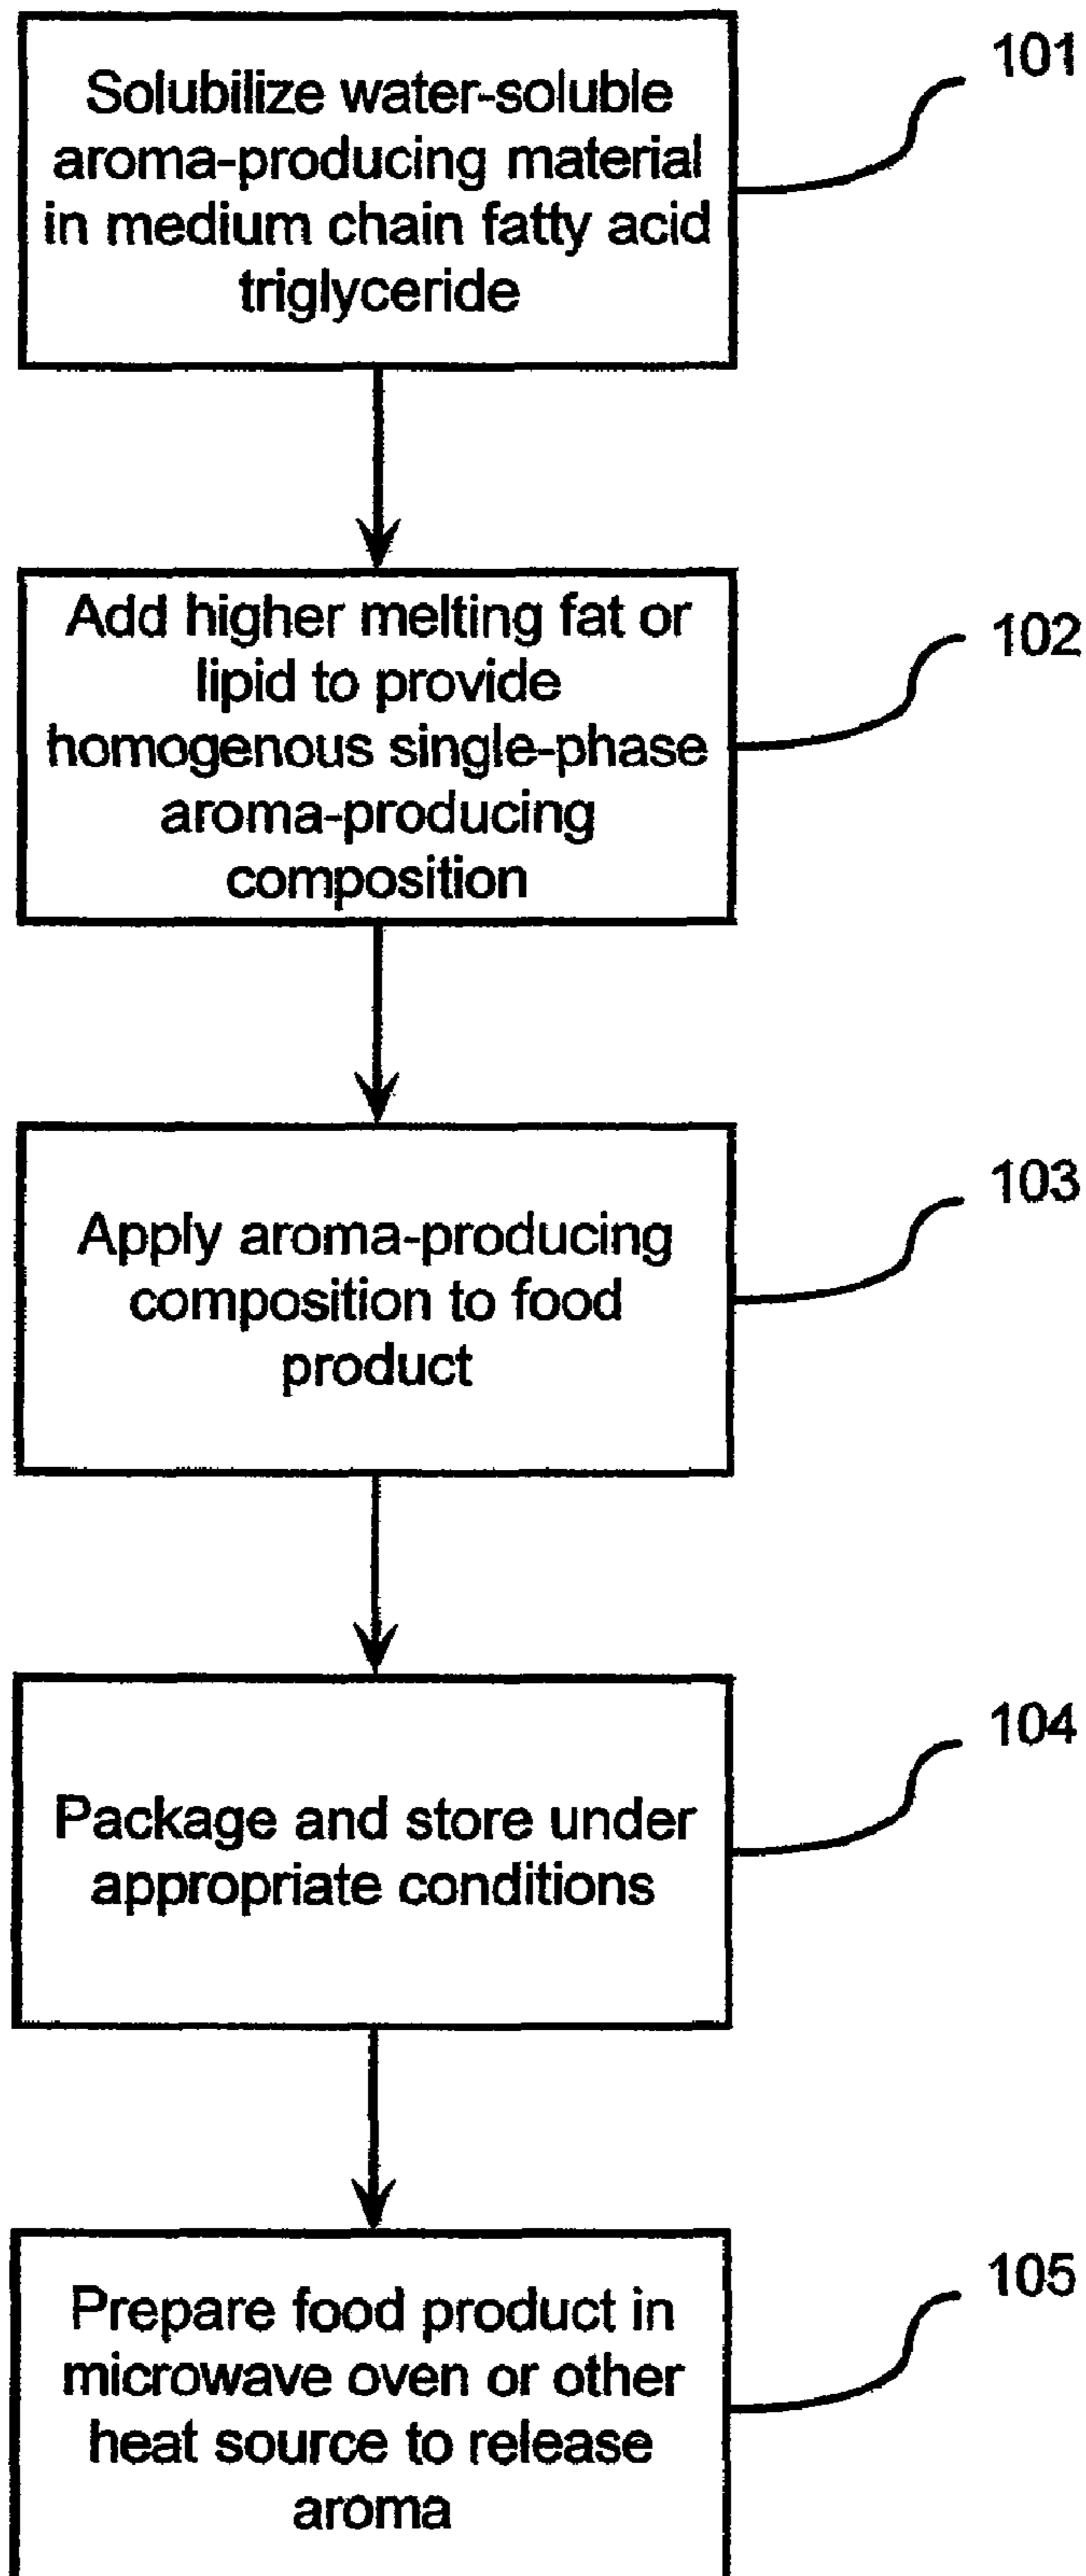 Solubilize water-soluble
aroma-producing material
in medium chain fatty acid
triglyceride
101
Add higher melting fat or
lipid to provide
homogenous single-phase
aroma-producing
composition
102
Apply aroma-producing
composition to food
product
103
Package and store under
appropriate conditions
104
Prepare food product in
microwave oven or other
heat source to release
aroma
105